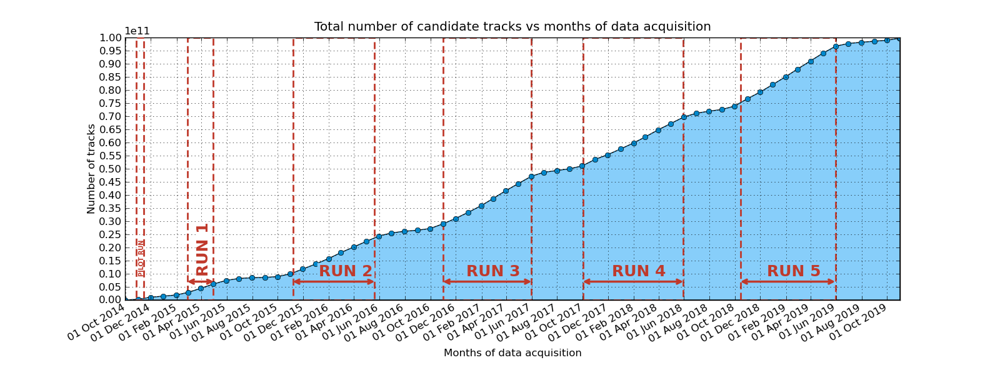 Total number of candidate tracks vs months of data acquisition
1e11
1.00
0.95
0.90
0.85
0.80
0.75
0.70
0.65
0.60
0.55
0.50
0.45
0.40
0.35
0.30
0.25
0.20
0.15
0.10
0.05
0.00
Number of tracks
PILOT RUN
RUN 1
RUN 2
RUN 3
RUN 4
RUN 5
01 Oct 2014
01 Dec 2014
01 Feb 2015
01 Apr 2015
01 Jun 2015
01 Aug 2015
01 Oct 2015
01 Dec 2015
01 Feb 2016
01 Apr 2016
01 Jun 2016
01 Aug 2016
01 Oct 2016
01 Dec 2016
01 Feb 2017
01 Apr 2017
01 Jun 2017
01 Aug 2017
01 Oct 2017
01 Dec 2017
01 Feb 2018
01 Apr 2018
01 Jun 2018
01 Aug 2018
01 Oct 2018
01 Dec 2018
01 Feb 2019
01 Apr 2019
01 Jun 2019
01 Aug 2019
01 Oct 2019
Months of data acquisition